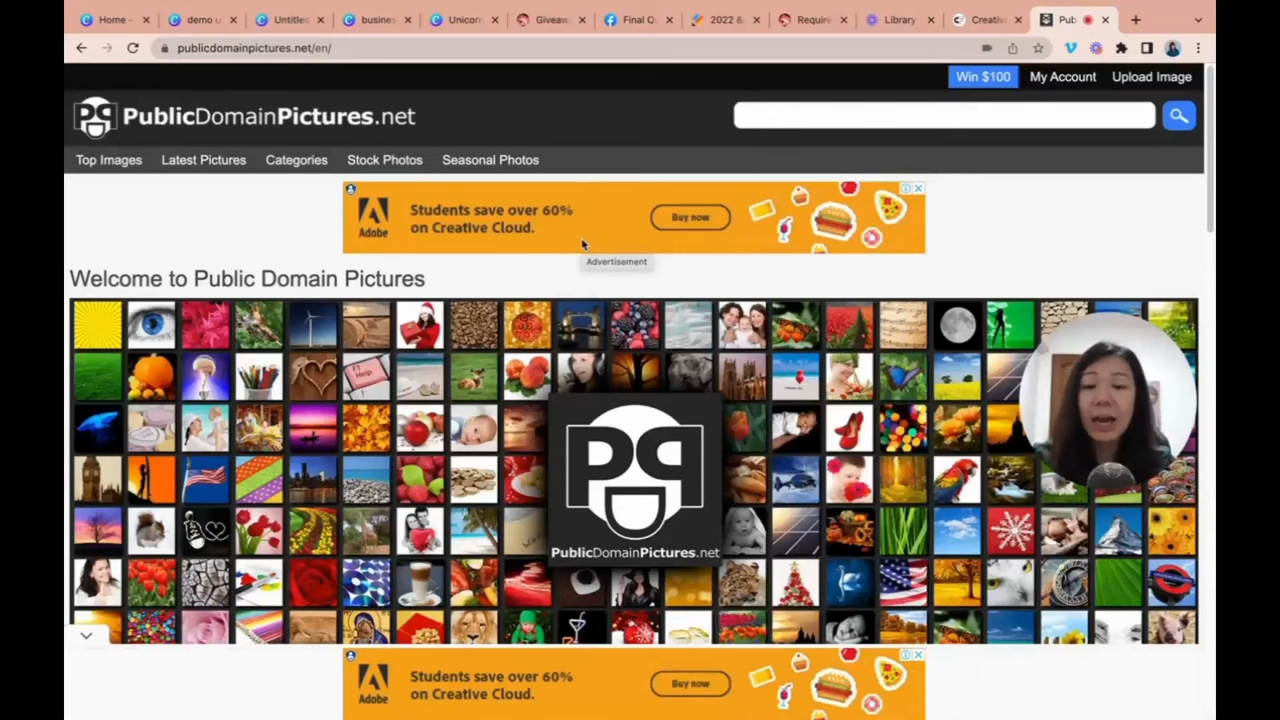 Home -
demo u
Untitled
busines
Unicorn
Giveaw
Final Q
2022 &
Require
Library
Creativ
Pub
publicdomainpictures.net/en/
Win $100
My Account
Upload Image
PublicDomainPictures.net
Top Images
Latest Pictures
Categories
Stock Photos
Seasonal Photos
Adobe
Students save over 60%
on Creative Cloud.
Buy now
Advertisement
Welcome to Public Domain Pictures
F1
Help
PublicDomainPictures.net
Adobe
Students save over 60%
on Creative Cloud.
Buy now